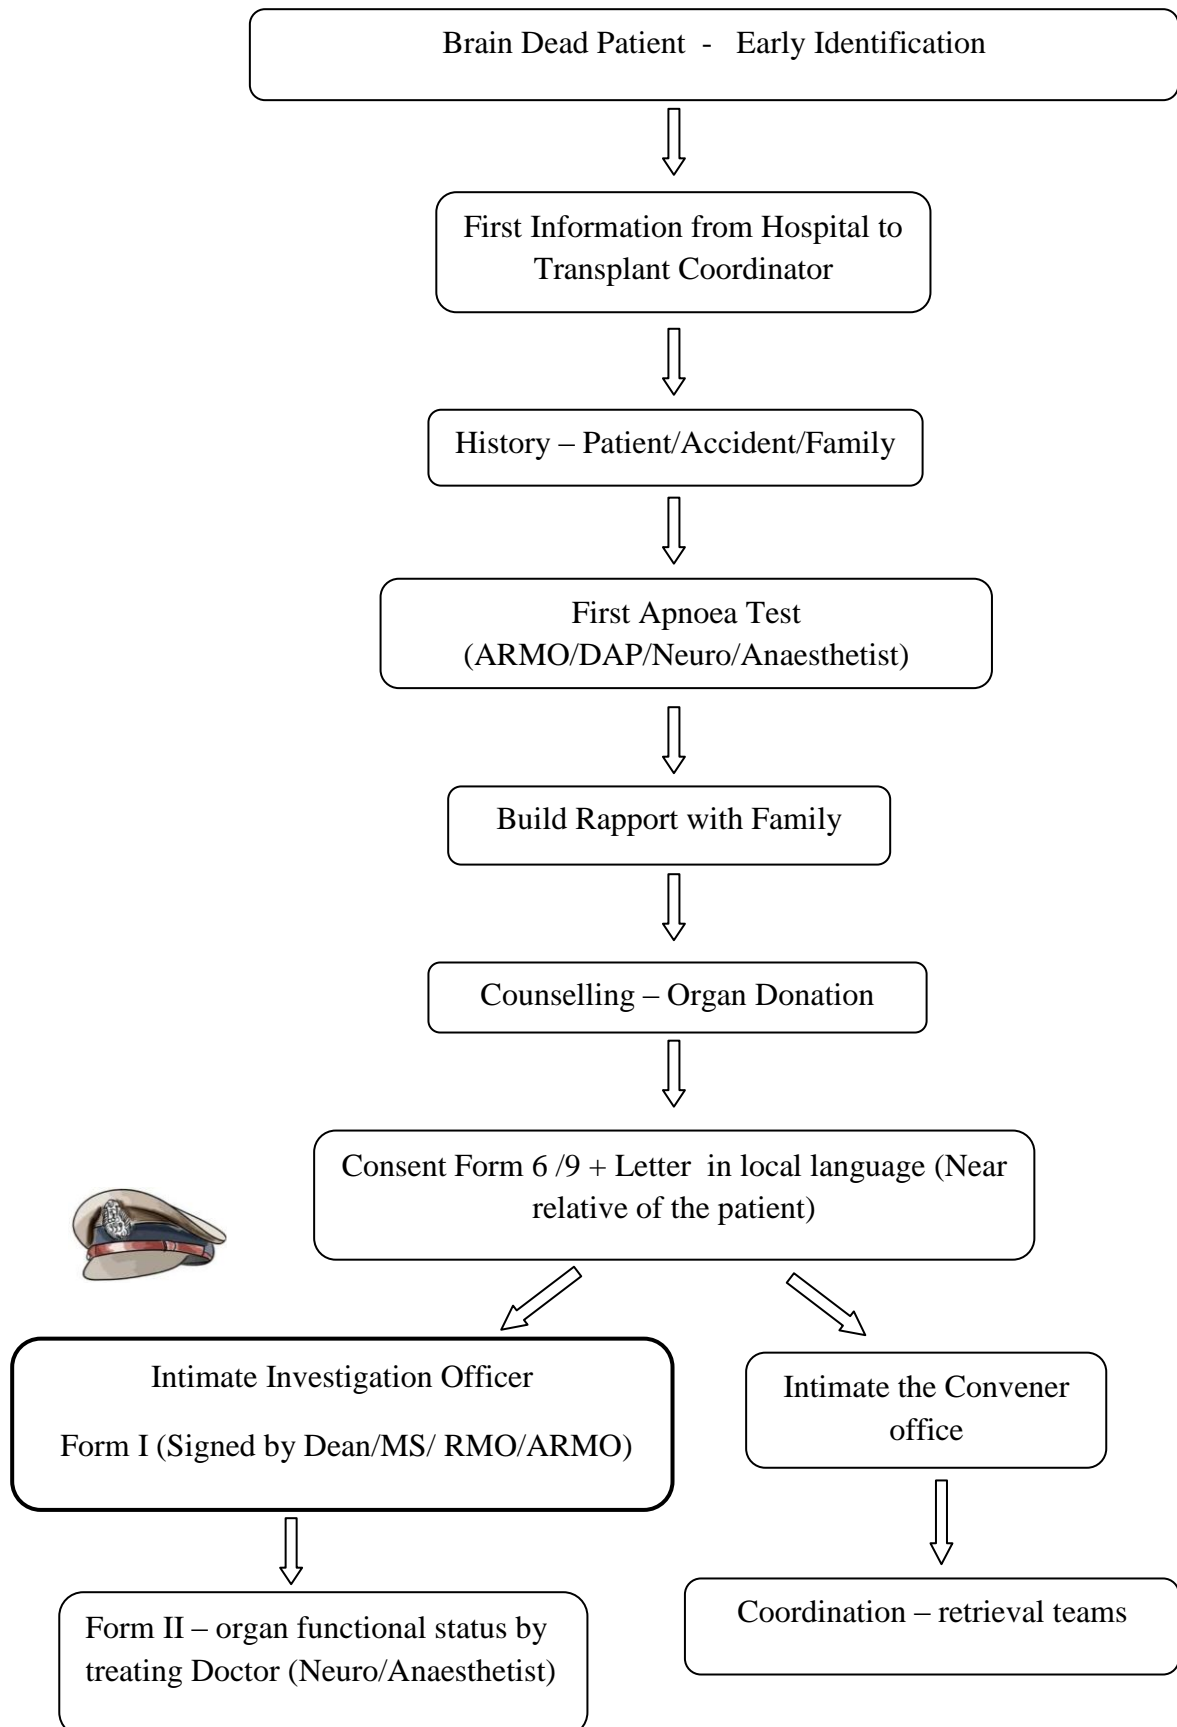 Brain Dead Patient - Early Identification
First Information from Hospital to
Transplant Coordinator
History – Patient/Accident/Family
First Apnoea Test
(ARMO/DAP/Neuro/Anaesthetist)
Build Rapport with Family
Counselling – Organ Donation
Consent Form 6 /9 + Letter in local language (Near
relative of the patient)
Intimate Investigation Officer
Form I (Signed by Dean/MS/ RMO/ARMO)
Intimate the Convener
office
Form II – organ functional status by
treating Doctor (Neuro/Anaesthetist)
Coordination – retrieval teams